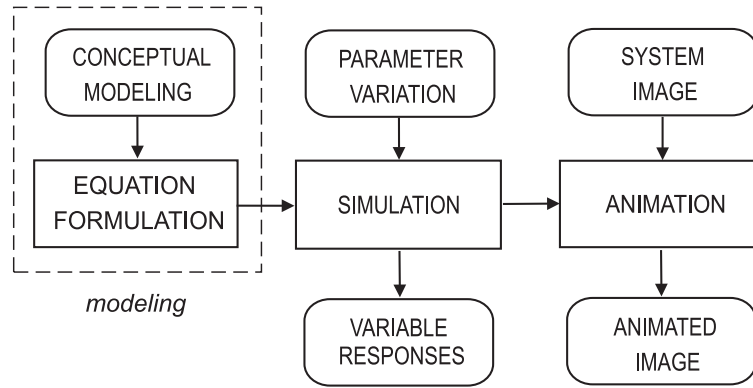 CONCEPTUAL
MODELING
PARAMETER
VARIATION
SYSTEM
IMAGE
EQUATION
FORMULATION
SIMULATION
ANIMATION
modeling
VARIABLE
RESPONSES
ANIMATED
IMAGE